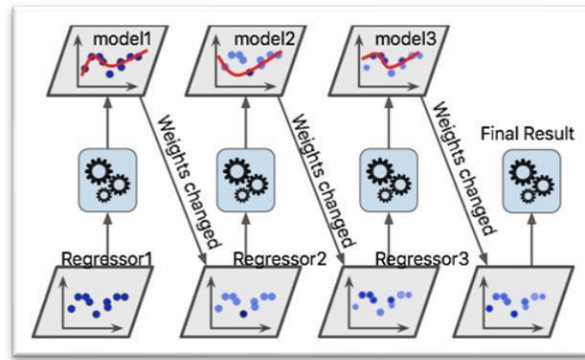 model1
model2
model3
Weights changed
Weights changed
Weights changed
Final Result
Regressor1
Regressor2
Regressor3